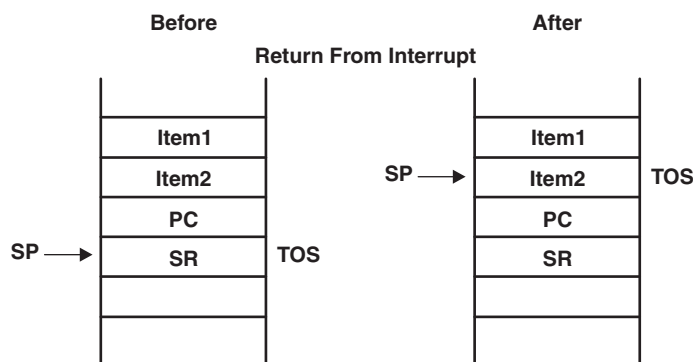 Before After
Return From Interrupt
Item1 Item1
Item2 SP Item2 TOS
PC PC
SP SR TOS SR